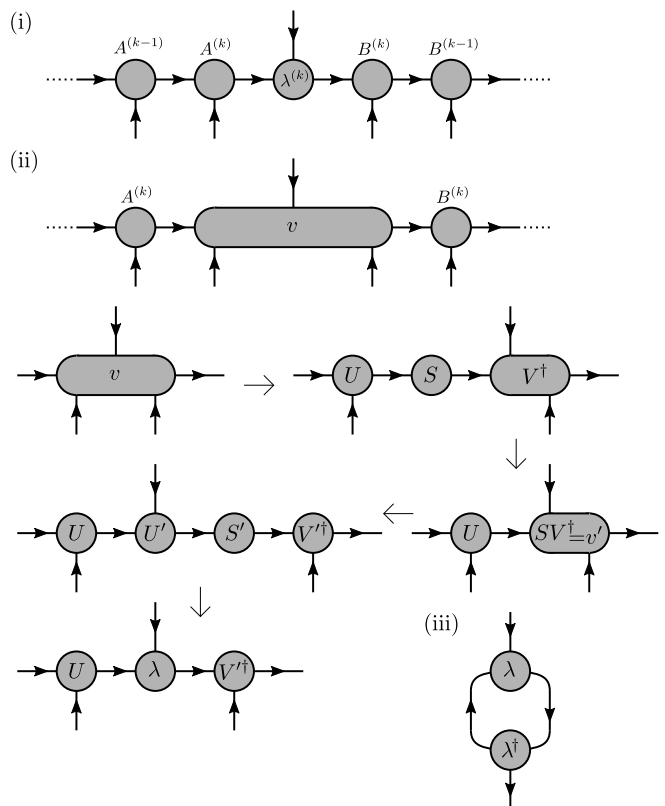 (i)
A^{(k-1)} A^{(k)} λ^{(k)} B^{(k)} B^{(k-1)}
(ii)
A^{(k)} v B^{(k)}
v → U S V^†
↓
U U' S' V'^† ← U SV^†=v'
↓
(iii)
U λ V'^†
λ
λ^†